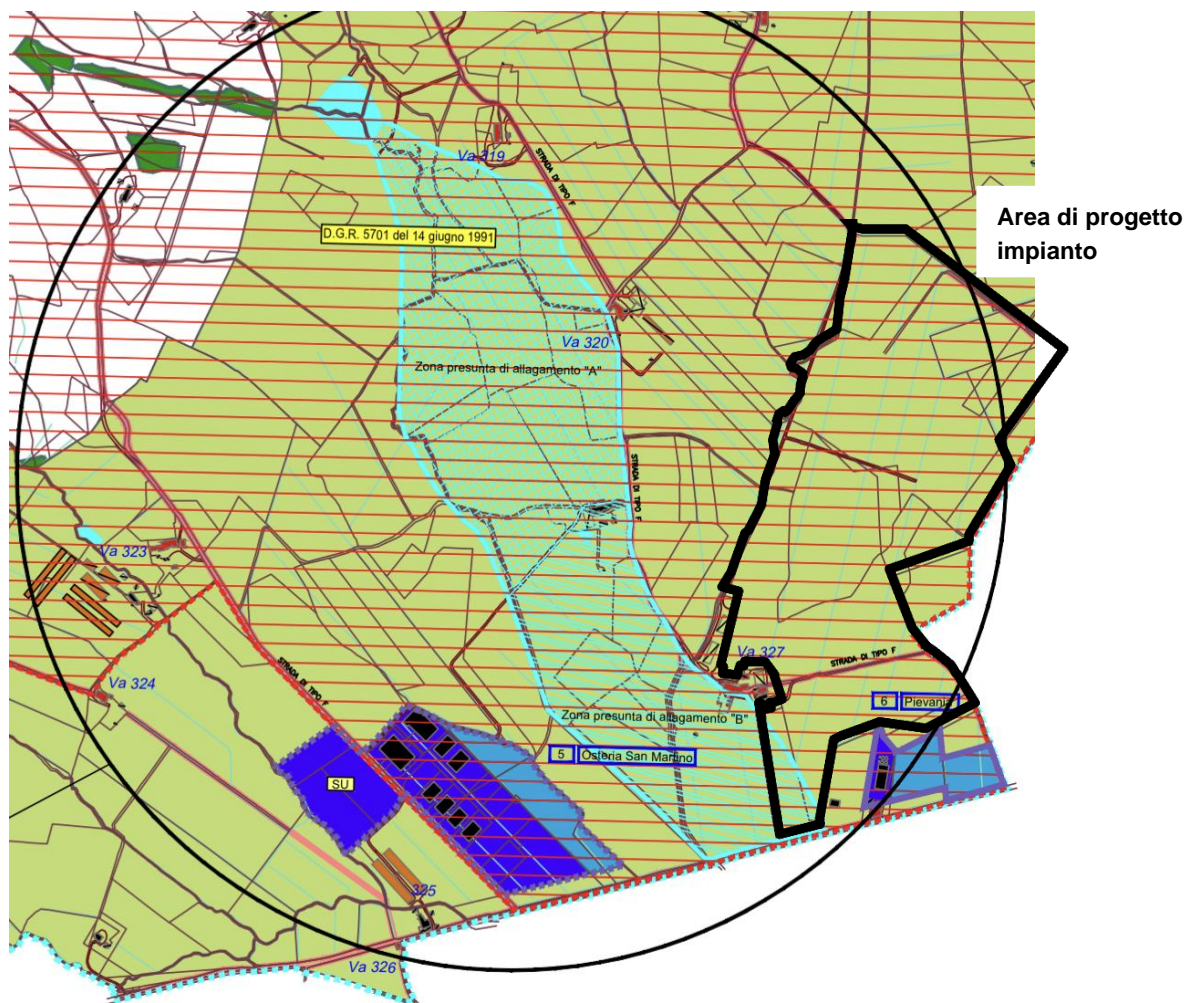 Va 319
STRADA DI TIPO F
D.G.R. 5701 del 14 giugno 1991
Area di progetto
impianto
Va 320
Zona presunta di allagamento "A"
STRADA DI TIPO F
Va 323
Va 327
STRADA DI TIPO F
Va 324
STRADA DI TIPO F
6
Zona presunta di allagamento "B"
5
Osteria San Martino
SU
325
Va 326